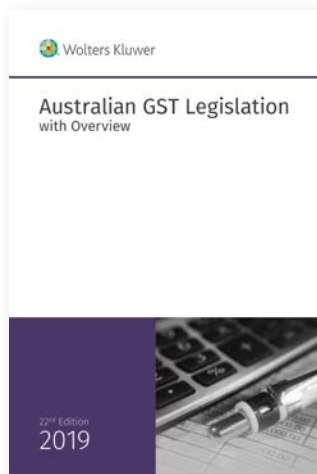 Wolters Kluwer
Australian GST Legislation
with Overview
22nd Edition
2019